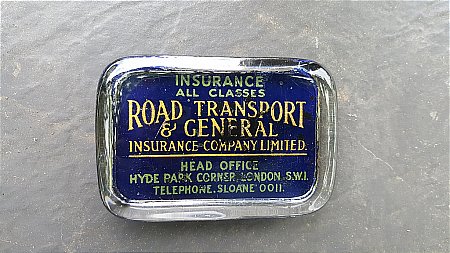 INSURANCE
ALL CLASSES
ROAD TRANSPORT
& GENERAL
INSURANCE COMPANY LIMITED.
HEAD OFFICE
HYDE PARK CORNER, LONDON. S.W.1.
TELEPHONE. SLOANE 0011.